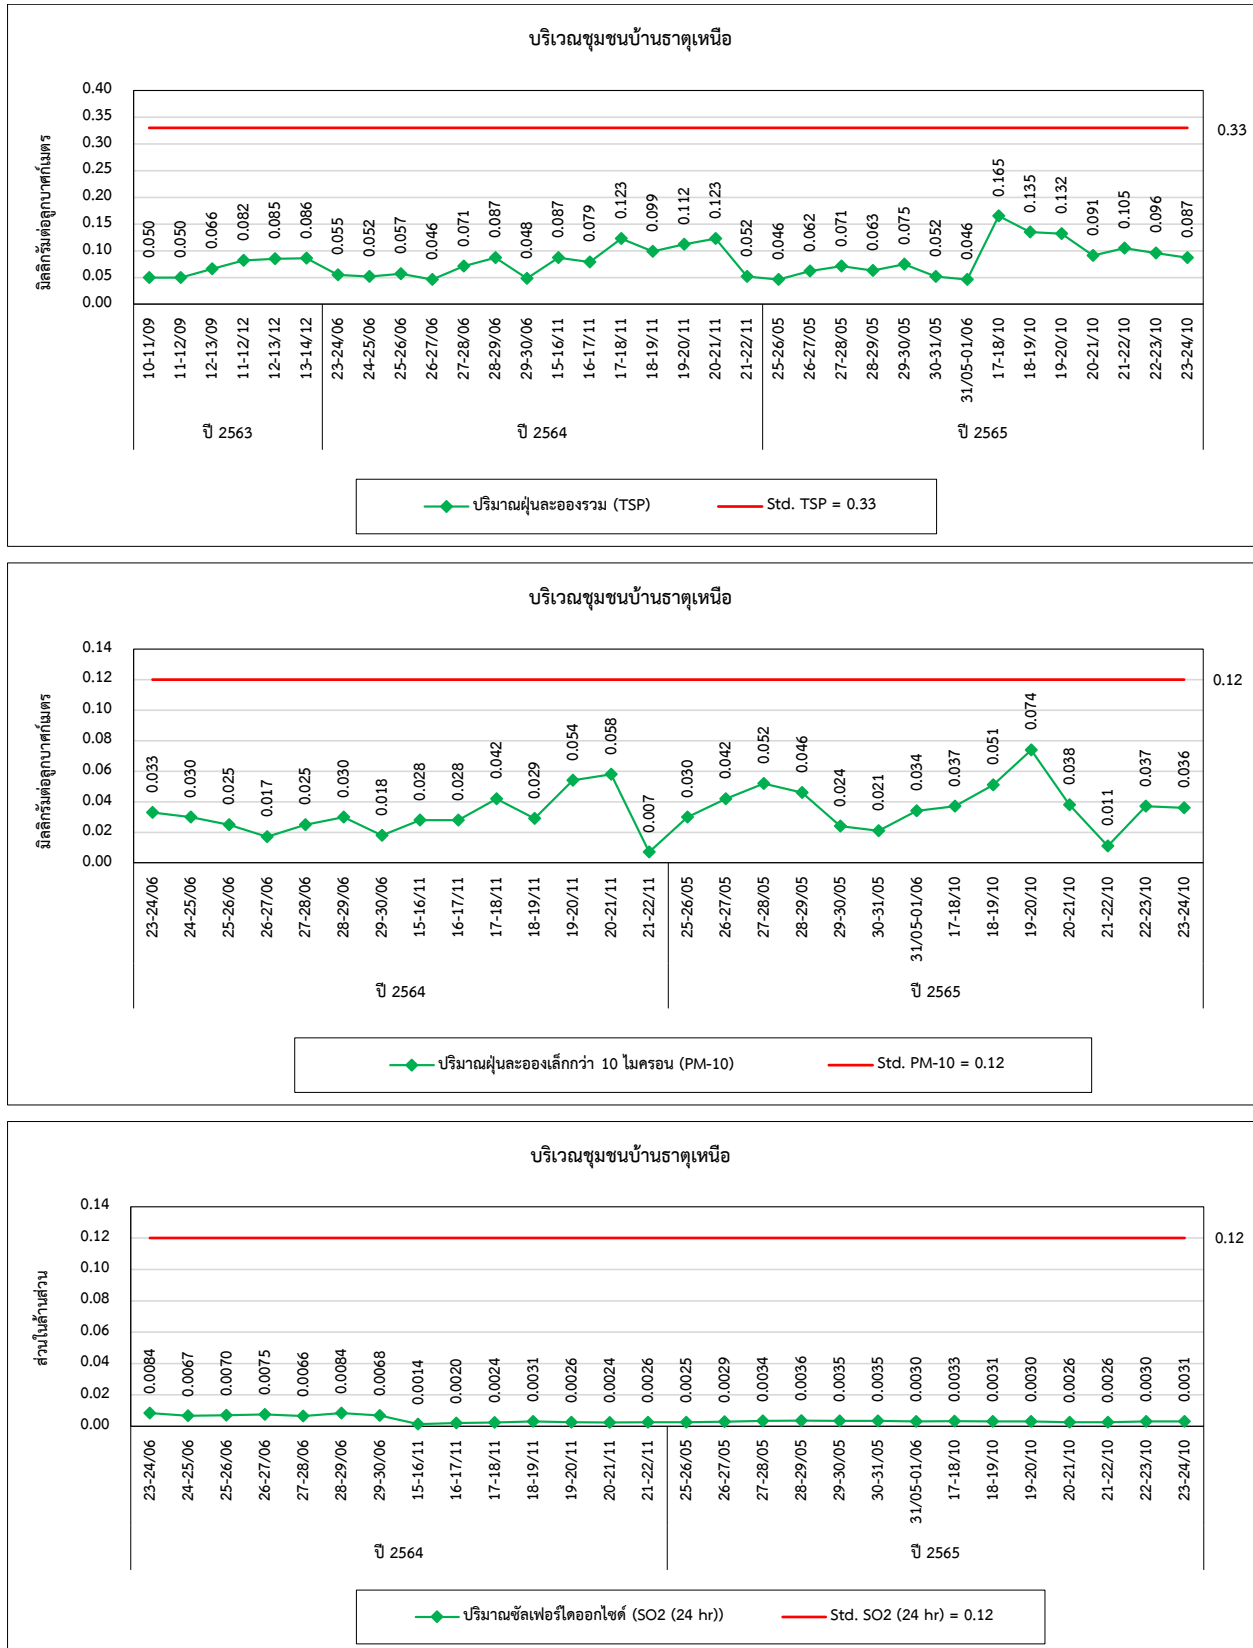 บริเวณชุมชนบ้านธาตุเหนือ
มิลลิกรัมต่อลูกบาศก์เมตร
0.40
0.35
0.30
0.25
0.20
0.15
0.10
0.05
0.00
0.33
0.050 0.050 0.066 0.082 0.085 0.086 0.055 0.052 0.057 0.046 0.071 0.087 0.048 0.087 0.079 0.123 0.099 0.112 0.123 0.052 0.046 0.062 0.071 0.063 0.075 0.052 0.046 0.165 0.135 0.132 0.091 0.105 0.096 0.087
10-11/09 11-12/09 12-13/09 11-12/12 12-13/12 13-14/12 23-24/06 24-25/06 25-26/06 26-27/06 27-28/06 28-29/06 29-30/06 15-16/11 16-17/11 17-18/11 18-19/11 19-20/11 20-21/11 21-22/11 25-26/05 26-27/05 27-28/05 28-29/05 29-30/05 30-31/05 31/05-01/06 17-18/10 18-19/10 19-20/10 20-21/10 21-22/10 22-23/10 23-24/10
ปี 2563 ปี 2564 ปี 2565
ปริมาณฝุ่นละอองรวม (TSP) Std. TSP = 0.33
บริเวณชุมชนบ้านธาตุเหนือ
มิลลิกรัมต่อลูกบาศก์เมตร
0.14
0.12
0.10
0.08
0.06
0.04
0.02
0.00
0.12
0.033 0.030 0.025 0.017 0.025 0.030 0.018 0.028 0.028 0.042 0.029 0.054 0.058 0.007 0.030 0.042 0.052 0.046 0.024 0.021 0.034 0.037 0.051 0.074 0.038 0.011 0.037 0.036
23-24/06 24-25/06 25-26/06 26-27/06 27-28/06 28-29/06 29-30/06 15-16/11 16-17/11 17-18/11 18-19/11 19-20/11 20-21/11 21-22/11 25-26/05 26-27/05 27-28/05 28-29/05 29-30/05 30-31/05 31/05-01/06 17-18/10 18-19/10 19-20/10 20-21/10 21-22/10 22-23/10 23-24/10
ปี 2564 ปี 2565
ปริมาณฝุ่นละอองเล็กกว่า 10 ไมครอน (PM-10) Std. PM-10 = 0.12
บริเวณชุมชนบ้านธาตุเหนือ
ส่วนในล้านส่วน
0.14
0.12
0.10
0.08
0.06
0.04
0.02
0.00
0.12
0.0084 0.0067 0.0070 0.0075 0.0066 0.0084 0.0068 0.0014 0.0020 0.0024 0.0031 0.0026 0.0024 0.0026 0.0025 0.0029 0.0034 0.0036 0.0035 0.0035 0.0030 0.0033 0.0031 0.0030 0.0026 0.0026 0.0030 0.0031
23-24/06 24-25/06 25-26/06 26-27/06 27-28/06 28-29/06 29-30/06 15-16/11 16-17/11 17-18/11 18-19/11 19-20/11 20-21/11 21-22/11 25-26/05 26-27/05 27-28/05 28-29/05 29-30/05 30-31/05 31/05-01/06 17-18/10 18-19/10 19-20/10 20-21/10 21-22/10 22-23/10 23-24/10
ปี 2564 ปี 2565
ปริมาณซัลเฟอร์ไดออกไซด์ (SO2 (24 hr)) Std. SO2 (24 hr) = 0.12